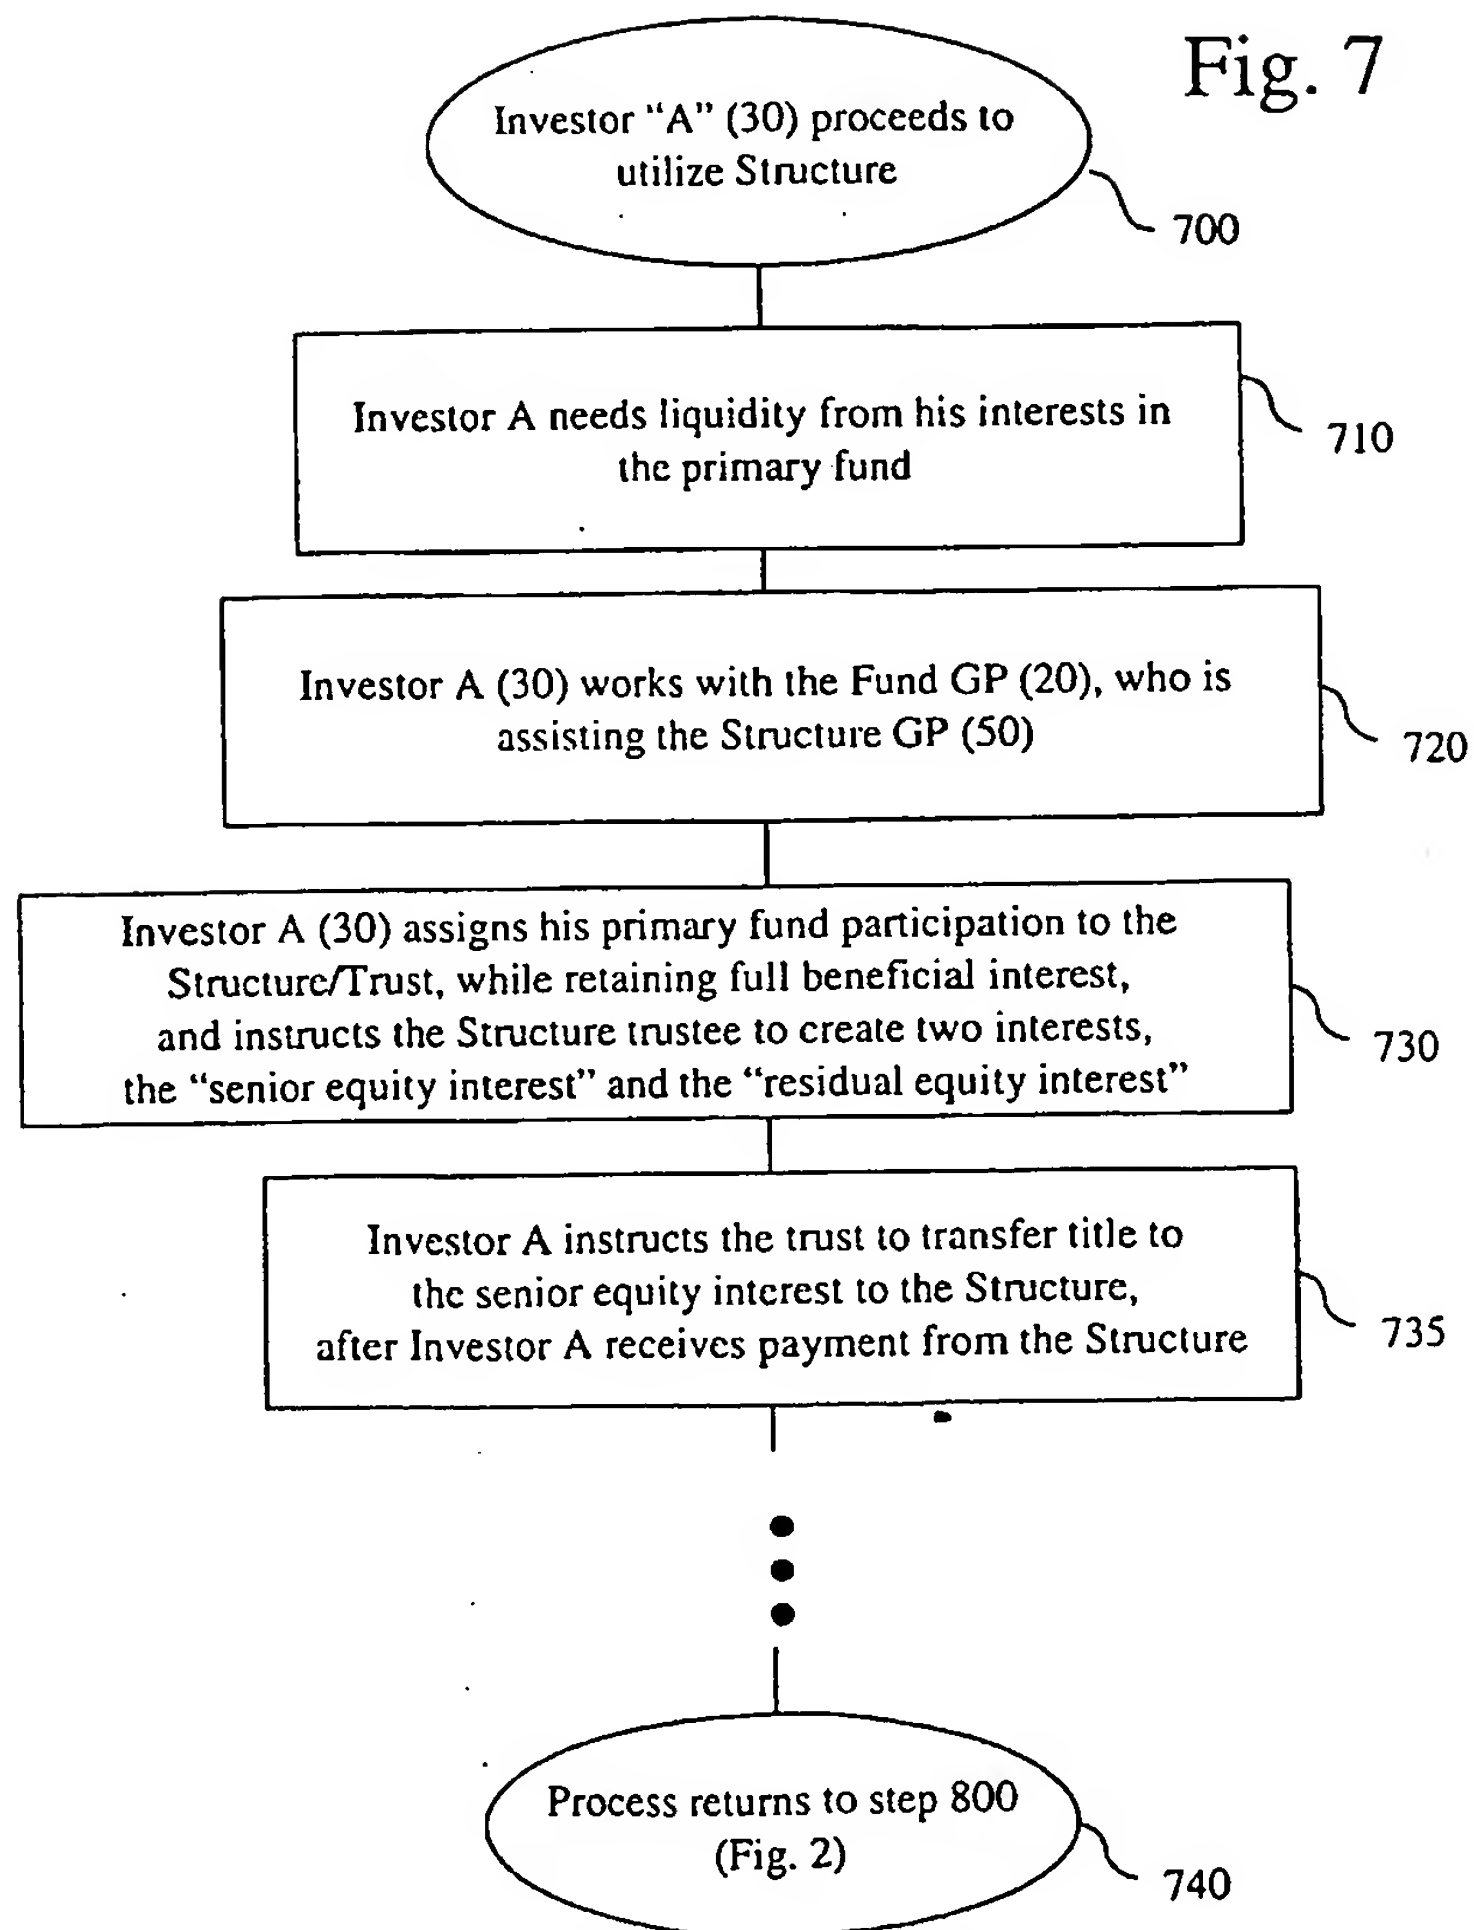 Fig. 7
Investor “A” (30) proceeds to
utilize Structure
700
Investor A needs liquidity from his interests in
the primary fund
710
Investor A (30) works with the Fund GP (20), who is
assisting the Structure GP (50)
720
Investor A (30) assigns his primary fund participation to the
Structure/Trust, while retaining full beneficial interest,
and instructs the Structure trustee to create two interests,
the “senior equity interest” and the “residual equity interest”
730
Investor A instructs the trust to transfer title to
the senior equity interest to the Structure,
after Investor A receives payment from the Structure
735
Process returns to step 800
(Fig. 2)
740